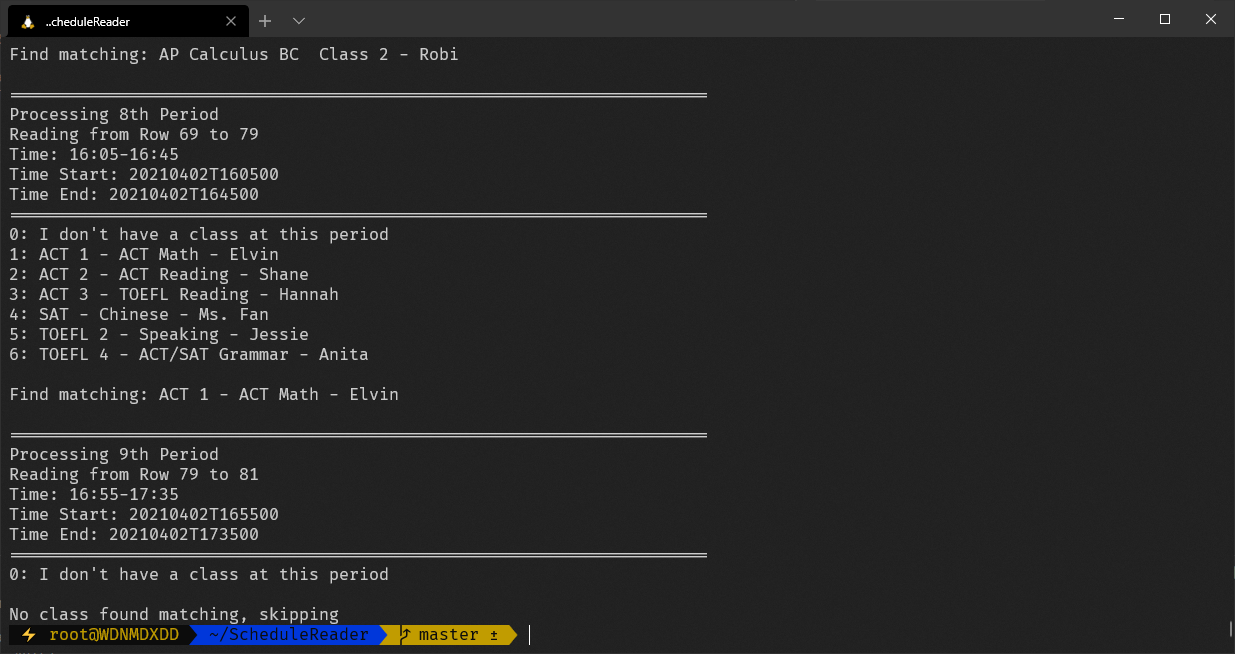 ..cheduleReader
Find matching: AP Calculus BC  Class 2 - Robi
════════════════════════════════════════════════════════════════════════
Processing 8th Period
Reading from Row 69 to 79
Time: 16:05-16:45
Time Start: 20210402T160500
Time End: 20210402T164500
════════════════════════════════════════════════════════════════════════
0: I don't have a class at this period
1: ACT 1 - ACT Math - Elvin
2: ACT 2 - ACT Reading - Shane
3: ACT 3 - TOEFL Reading - Hannah
4: SAT - Chinese - Ms. Fan
5: TOEFL 2 - Speaking - Jessie
6: TOEFL 4 - ACT/SAT Grammar - Anita
Find matching: ACT 1 - ACT Math - Elvin
════════════════════════════════════════════════════════════════════════
Processing 9th Period
Reading from Row 79 to 81
Time: 16:55-17:35
Time Start: 20210402T165500
Time End: 20210402T173500
════════════════════════════════════════════════════════════════════════
0: I don't have a class at this period
No class found matching, skipping
⚡ root@WDNMDXDD ~/ScheduleReader master ±